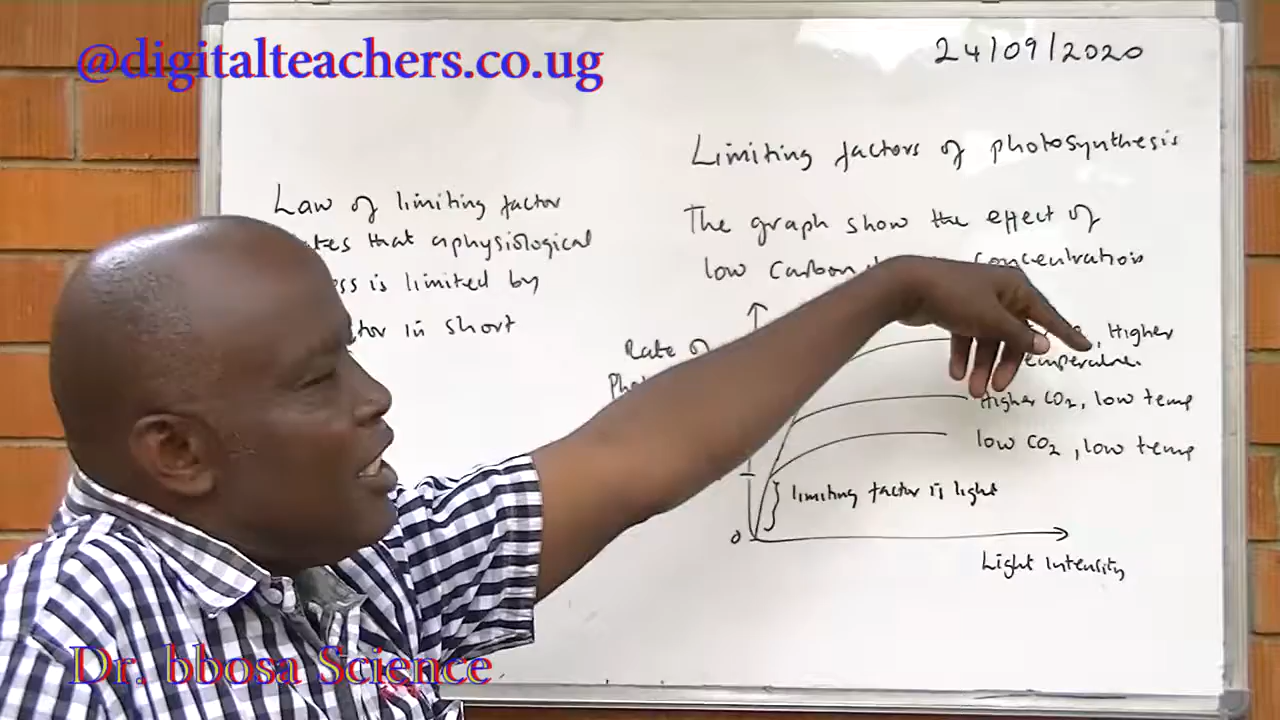 @digitalteachers.co.ug
24/09/2020
Limiting factors of photosynthesis
Law of limiting factor
that a physiological
is limited by
in short
The graph show the effect of
low Carbon concentration
Rate of
, Higher
Higher CO₂, low temp
low CO₂, low temp
limiting factor is light
0
Light Intensity
Dr. bbosa Science